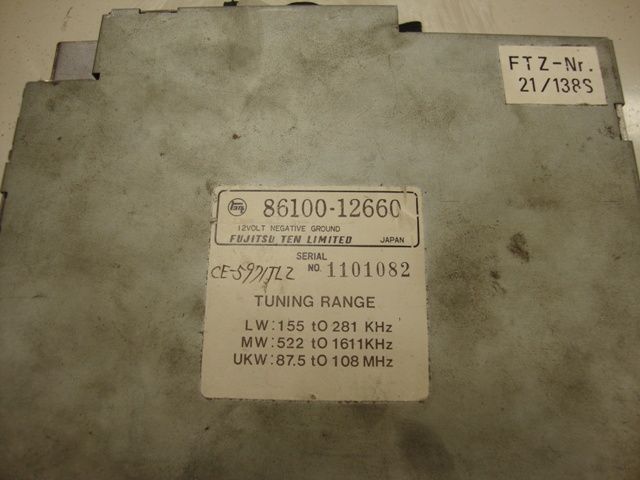 FTZ-Nr.
21/138S
86100-12660
12VOLT NEGATIVE GROUND
FUJITSU TEN LIMITED JAPAN
SERIAL
NO. 1101082
TUNING RANGE
LW: 155 tO 281 KHz
MW: 522 tO 1611KHz
UKW: 87.5 tO 108 MHz